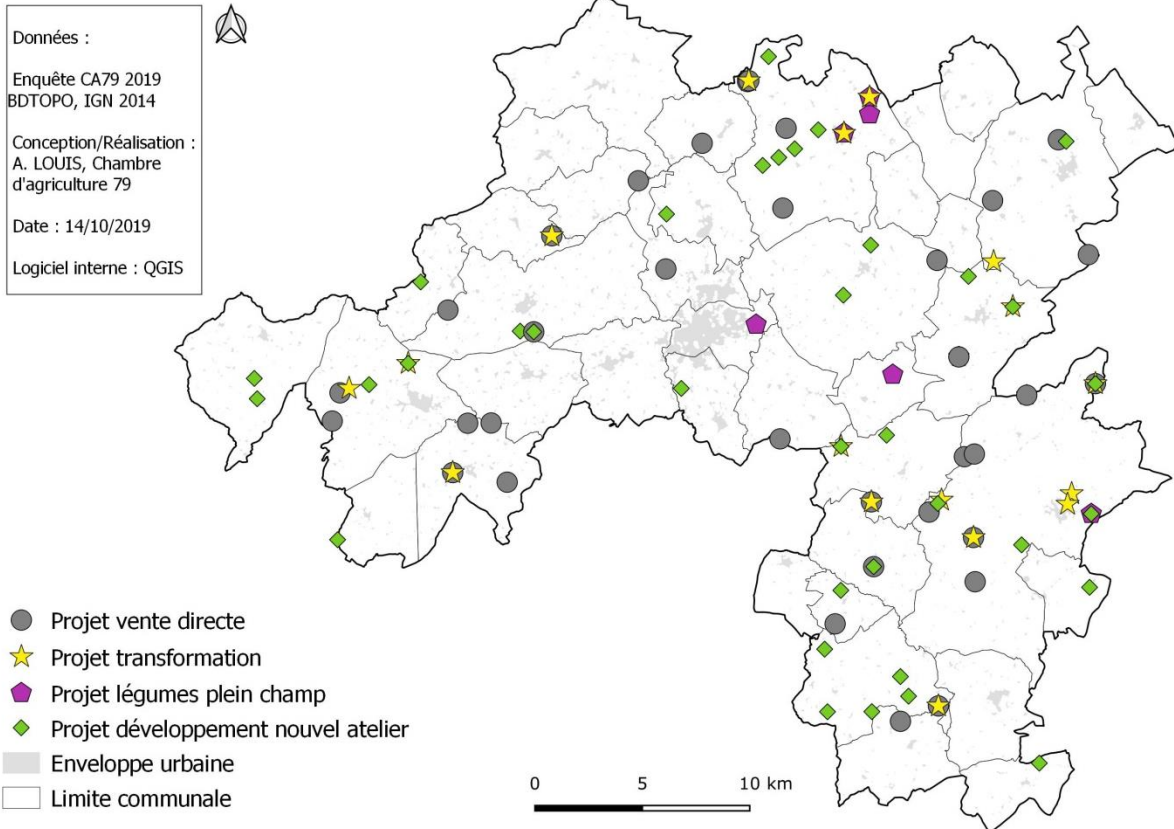 Données :
Enquête CA79 2019
BDTOPO, IGN 2014
Conception/Réalisation :
A. LOUIS, Chambre
d'agriculture 79
Date : 14/10/2019
Logiciel interne : QGIS
Projet vente directe
Projet transformation
Projet légumes plein champ
Projet développement nouvel atelier
Enveloppe urbaine
Limite communale
0 5 10 km